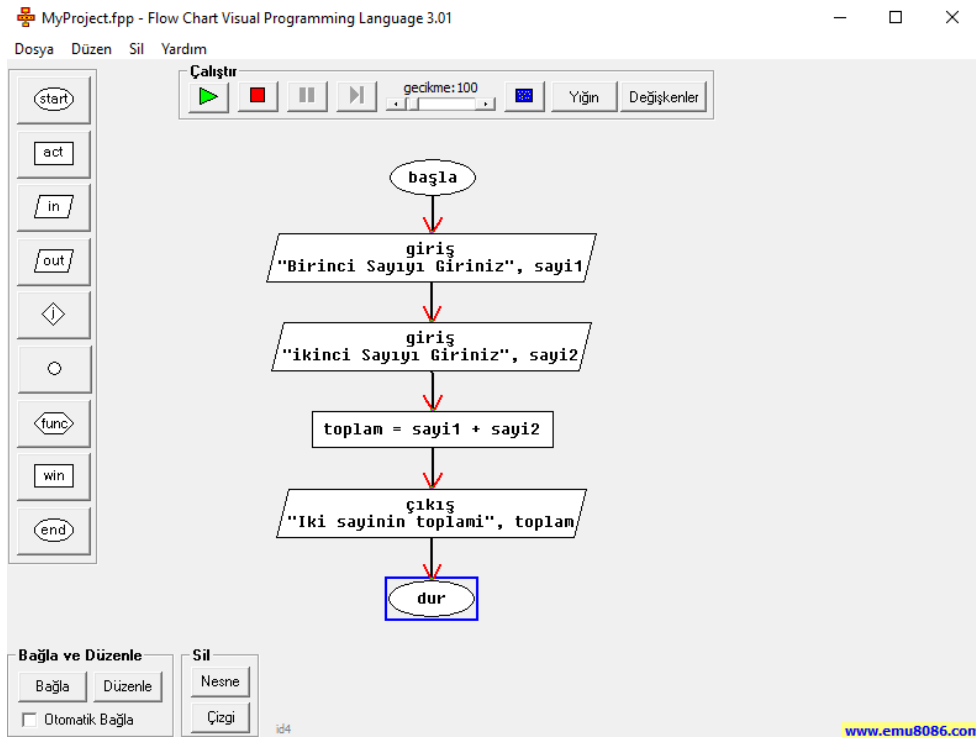 MyProject.fpp - Flow Chart Visual Programming Language 3.01
Dosya Düzen Sil Yardım
Çalıştır
gecikme:100
Yığın
Değişkenler
start
act
in
out
j
func
win
end
başla
giriş
"Birinci Sayıyı Giriniz", sayi1
giriş
"ikinci Sayıyı Giriniz", sayi2
toplam = sayi1 + sayi2
çıkış
"Iki sayinin toplami", toplam
dur
Bağla ve Düzenle
Bağla
Düzenle
Otomatik Bağla
Sil
Nesne
Çizgi
id4
www.emu8086.com